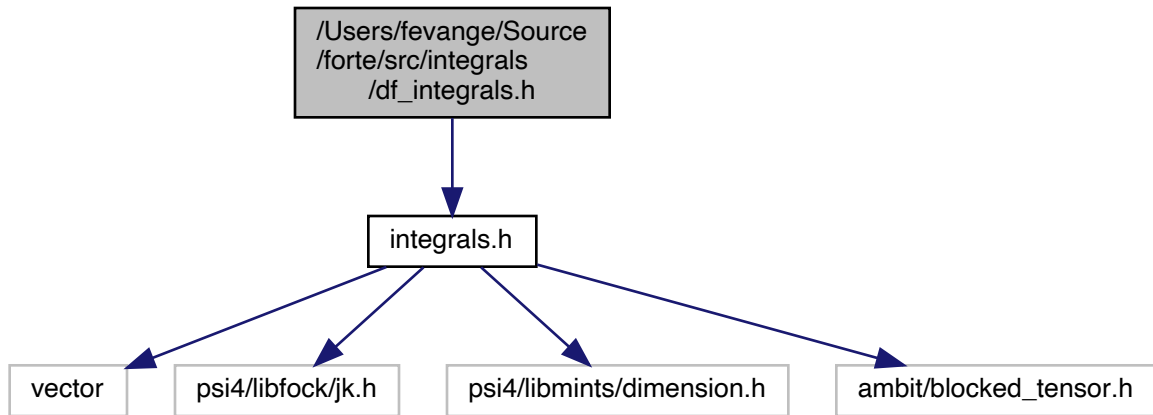 /Users/fevange/Source
/forte/src/integrals
/df_integrals.h
integrals.h
vector
psi4/libfock/jk.h
psi4/libmints/dimension.h
ambit/blocked_tensor.h